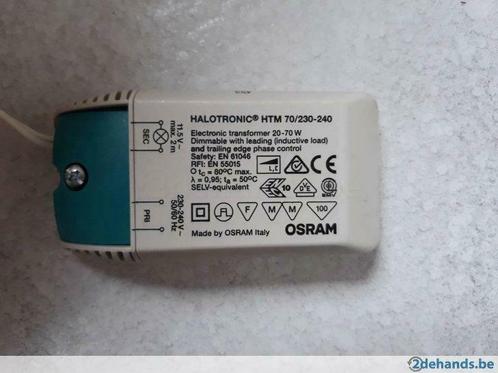 HALOTRONIC® HTM 70/230-240
Electronic transformer 20-70 W
Dimmable with leading (inductive load)
and trailing edge phase control
Safety: EN 61046
RFI: EN 55015
tc = 80°C max.
λ = 0,95; ta = 50°C
SELV-equivalent
L,C
10
F
M
M
100
Made by OSRAM Italy
OSRAM
11.5 V~
max. 2 m
SEC
PRI
230-240 V~
50/60 Hz
2dehands.be